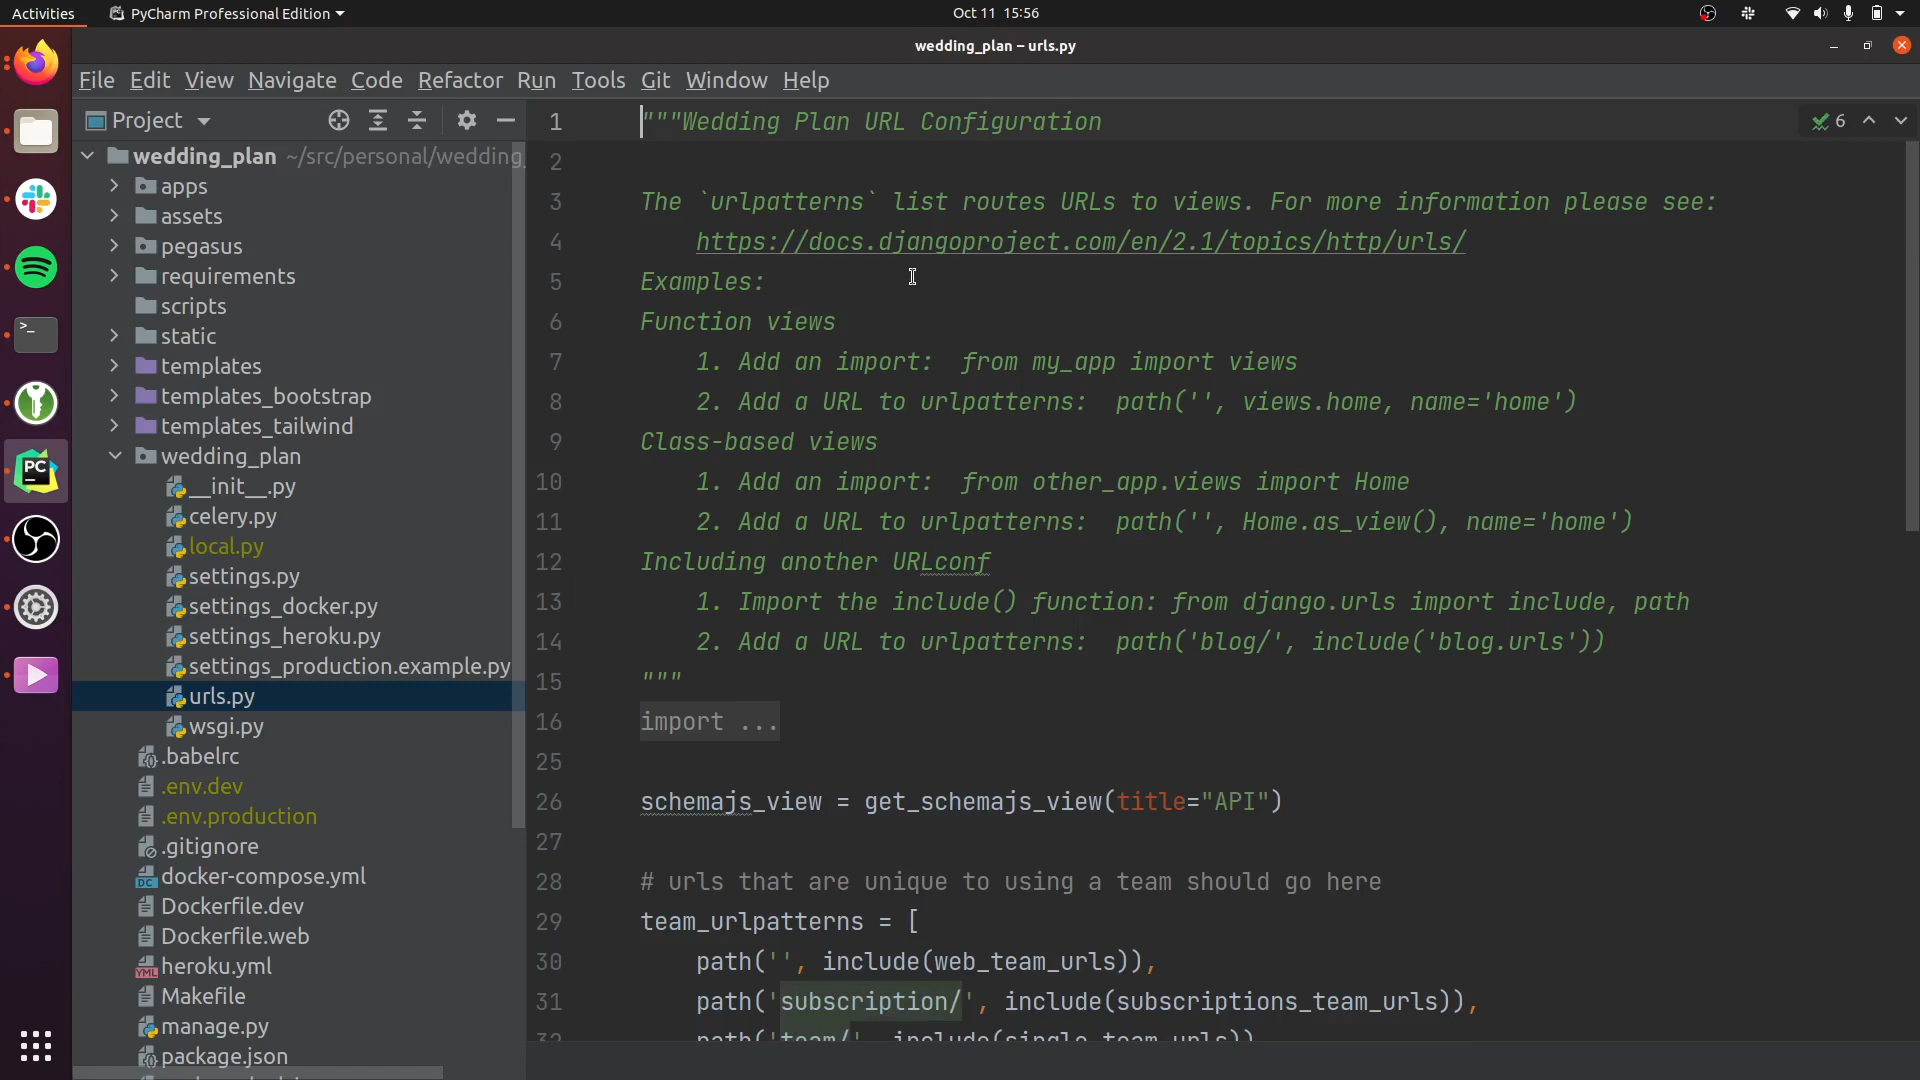 Activities
PyCharm Professional Edition
Oct 11 15:56
wedding_plan – urls.py
File Edit View Navigate Code Refactor Run Tools Git Window Help
Project
wedding_plan ~/src/personal/wedding_
apps
assets
pegasus
requirements
scripts
static
templates
templates_bootstrap
templates_tailwind
wedding_plan
__init__.py
celery.py
local.py
settings.py
settings_docker.py
settings_heroku.py
settings_production.example.py
urls.py
wsgi.py
.babelrc
.env.dev
.env.production
.gitignore
docker-compose.yml
Dockerfile.dev
Dockerfile.web
heroku.yml
Makefile
manage.py
package.json
6
1 """Wedding Plan URL Configuration
2
3 The `urlpatterns` list routes URLs to views. For more information please see:
4 https://docs.djangoproject.com/en/2.1/topics/http/urls/
5 Examples:
6 Function views
7 1. Add an import:  from my_app import views
8 2. Add a URL to urlpatterns:  path('', views.home, name='home')
9 Class-based views
10 1. Add an import:  from other_app.views import Home
11 2. Add a URL to urlpatterns:  path('', Home.as_view(), name='home')
12 Including another URLconf
13 1. Import the include() function: from django.urls import include, path
14 2. Add a URL to urlpatterns:  path('blog/', include('blog.urls'))
15 """
16 import ...
25
26 schemajs_view = get_schemajs_view(title="API")
27
28 # urls that are unique to using a team should go here
29 team_urlpatterns = [
30 path('', include(web_team_urls)),
31 path('subscription/', include(subscriptions_team_urls)),
32 path('team/', include(single_team_urls))